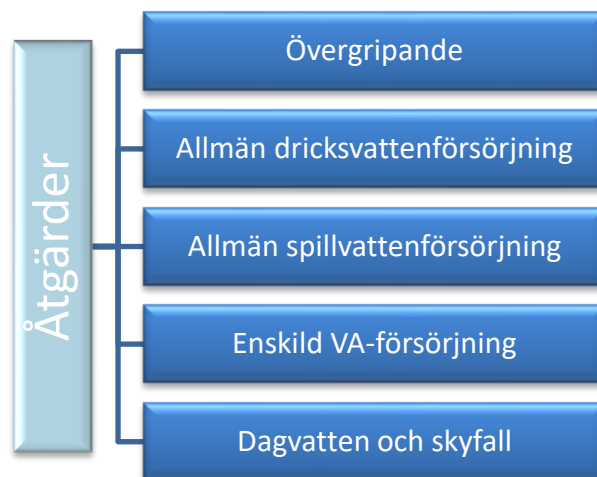 Åtgärder
Övergripande
Allmän dricksvattenförsörjning
Allmän spillvattenförsörjning
Enskild VA-försörjning
Dagvatten och skyfall